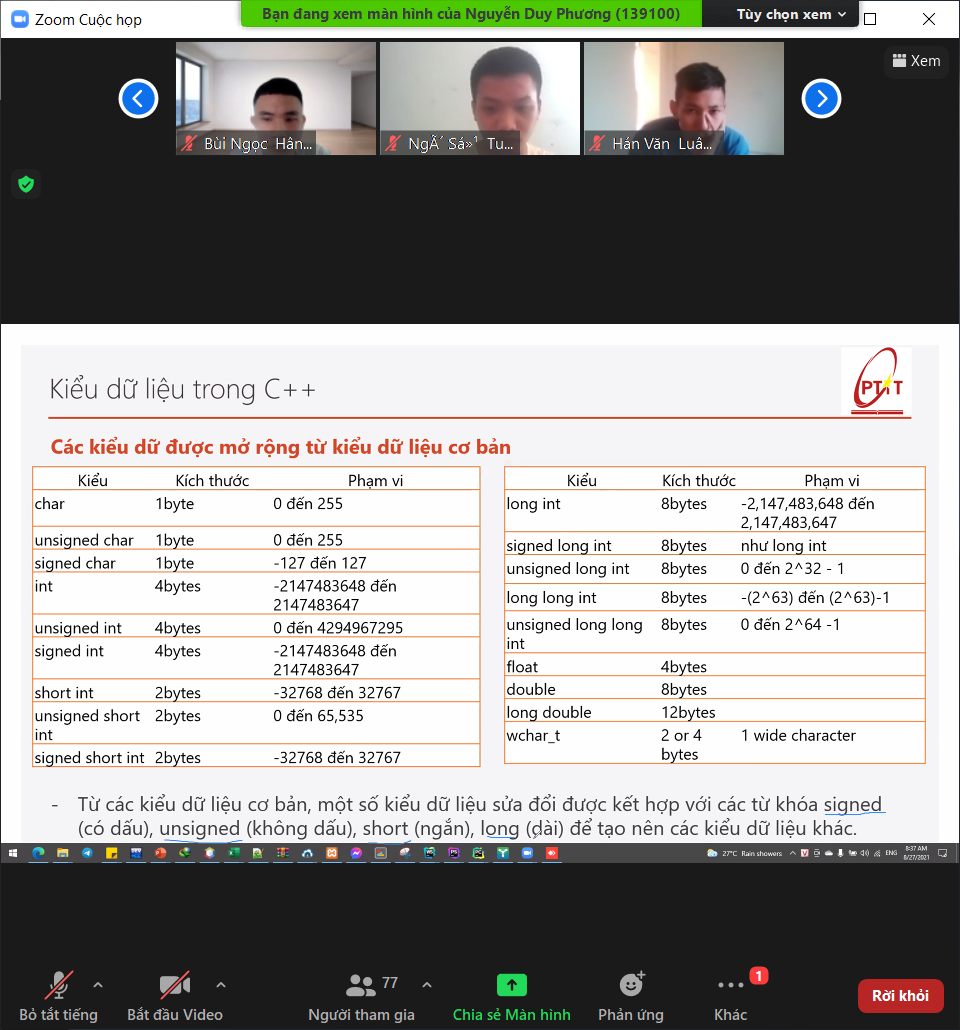 Zoom Cuộc họp
Bạn đang xem màn hình của Nguyễn Duy Phương (139100)
Tùy chọn xem
Xem
Bùi Ngọc Hân...
NgÃ´ Sá»¹ Tu...
Hán Văn Luâ...
Kiểu dữ liệu trong C++
PTIT
Các kiểu dữ được mở rộng từ kiểu dữ liệu cơ bản
Kiểu Kích thước Phạm vi
char 1byte 0 đến 255
unsigned char 1byte 0 đến 255
signed char 1byte -127 đến 127
int 4bytes -2147483648 đến
2147483647
unsigned int 4bytes 0 đến 4294967295
signed int 4bytes -2147483648 đến
2147483647
short int 2bytes -32768 đến 32767
unsigned short 2bytes 0 đến 65,535
int
signed short int 2bytes -32768 đến 32767
Kiểu Kích thước Phạm vi
long int 8bytes -2,147,483,648 đến
2,147,483,647
signed long int 8bytes như long int
unsigned long int 8bytes 0 đến 2^32 - 1
long long int 8bytes -(2^63) đến (2^63)-1
unsigned long long 8bytes 0 đến 2^64 -1
int
float 4bytes
double 8bytes
long double 12bytes
wchar_t 2 or 4 1 wide character
bytes
- Từ các kiểu dữ liệu cơ bản, một số kiểu dữ liệu sửa đổi được kết hợp với các từ khóa signed
(có dấu), unsigned (không dấu), short (ngắn), long (dài) để tạo nên các kiểu dữ liệu khác.
27°C Rain showers
ENG
8:37 AM
8/27/2021
Bỏ tắt tiếng
Bắt đầu Video
77
Người tham gia
Chia sẻ Màn hình
Phản ứng
1
Khác
Rời khỏi